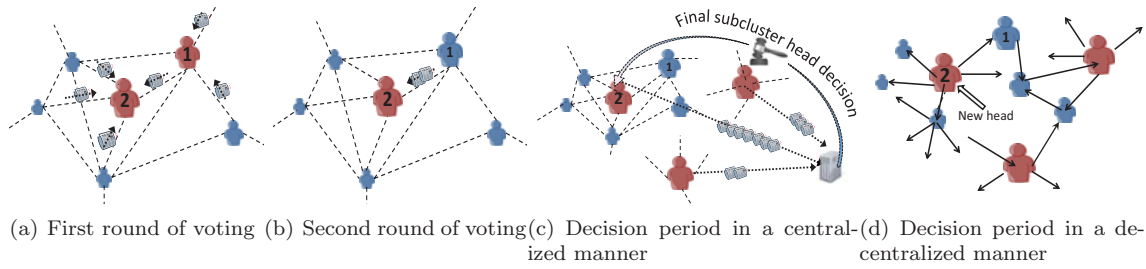 1
2
1
2
Final subcluster head decision
1
2
1
2
New head
(a) First round of voting
(b) Second round of voting
(c) Decision period in a central-
ized manner
(d) Decision period in a de-
centralized manner